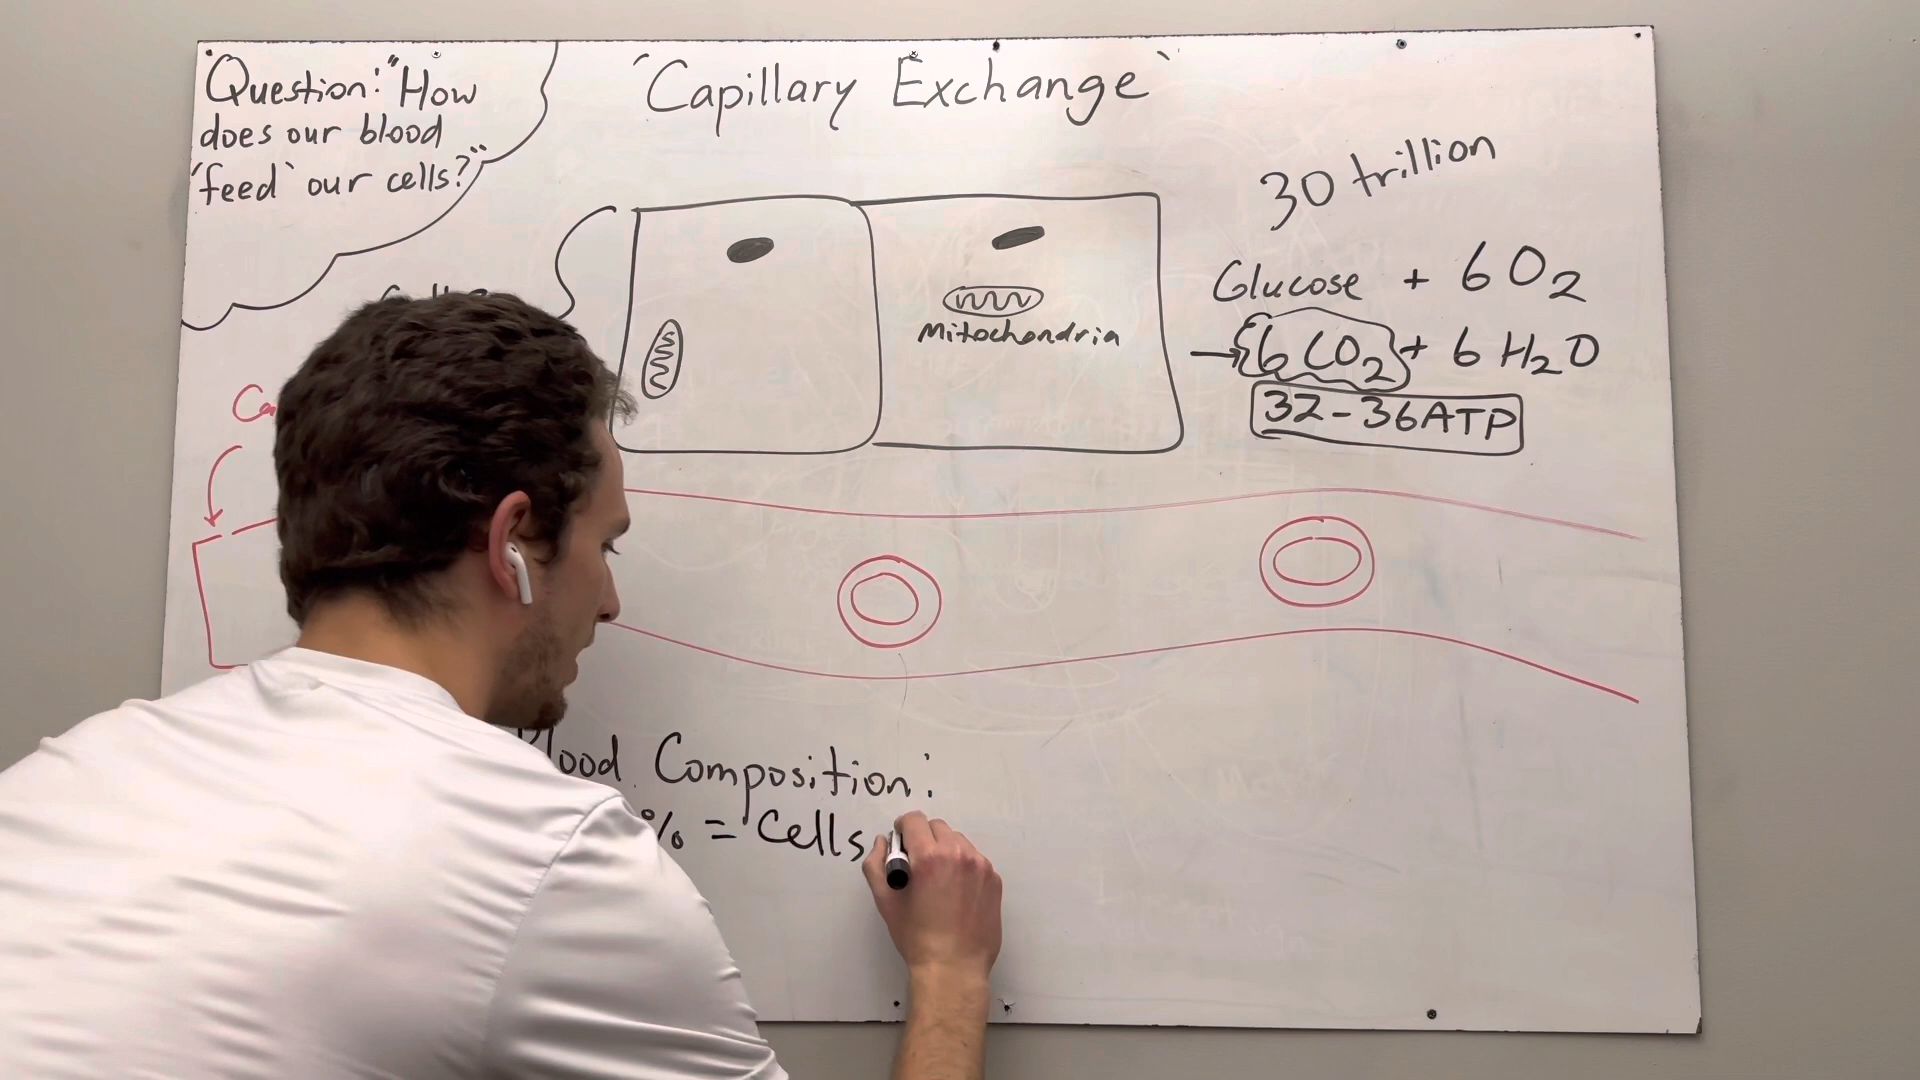 Question: "How
does our blood
'feed' our cells?"
'Capillary Exchange'
30 trillion
Glucose + 6O₂
→ 6CO₂ + 6H₂O
32-36ATP
Mitochondria
Blood Composition:
% = Cells